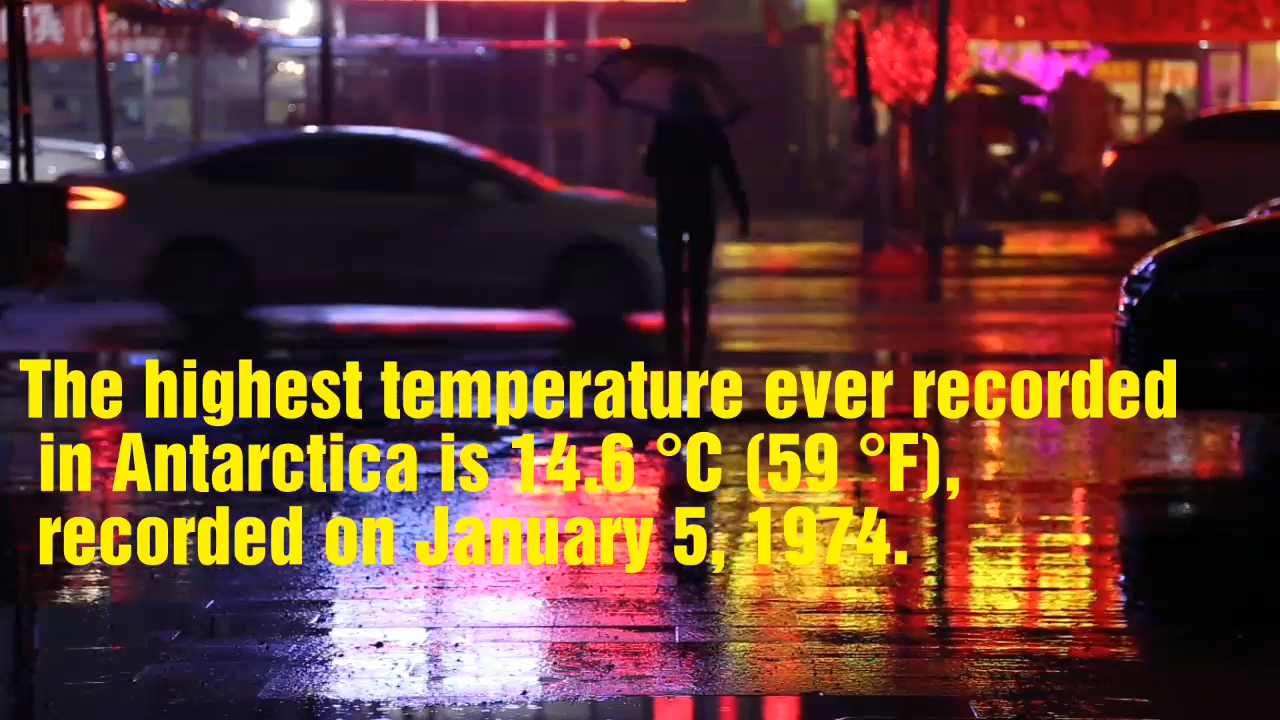 The highest temperature ever recorded
in Antarctica is 14.6 °C (59 °F),
recorded on January 5, 1974.